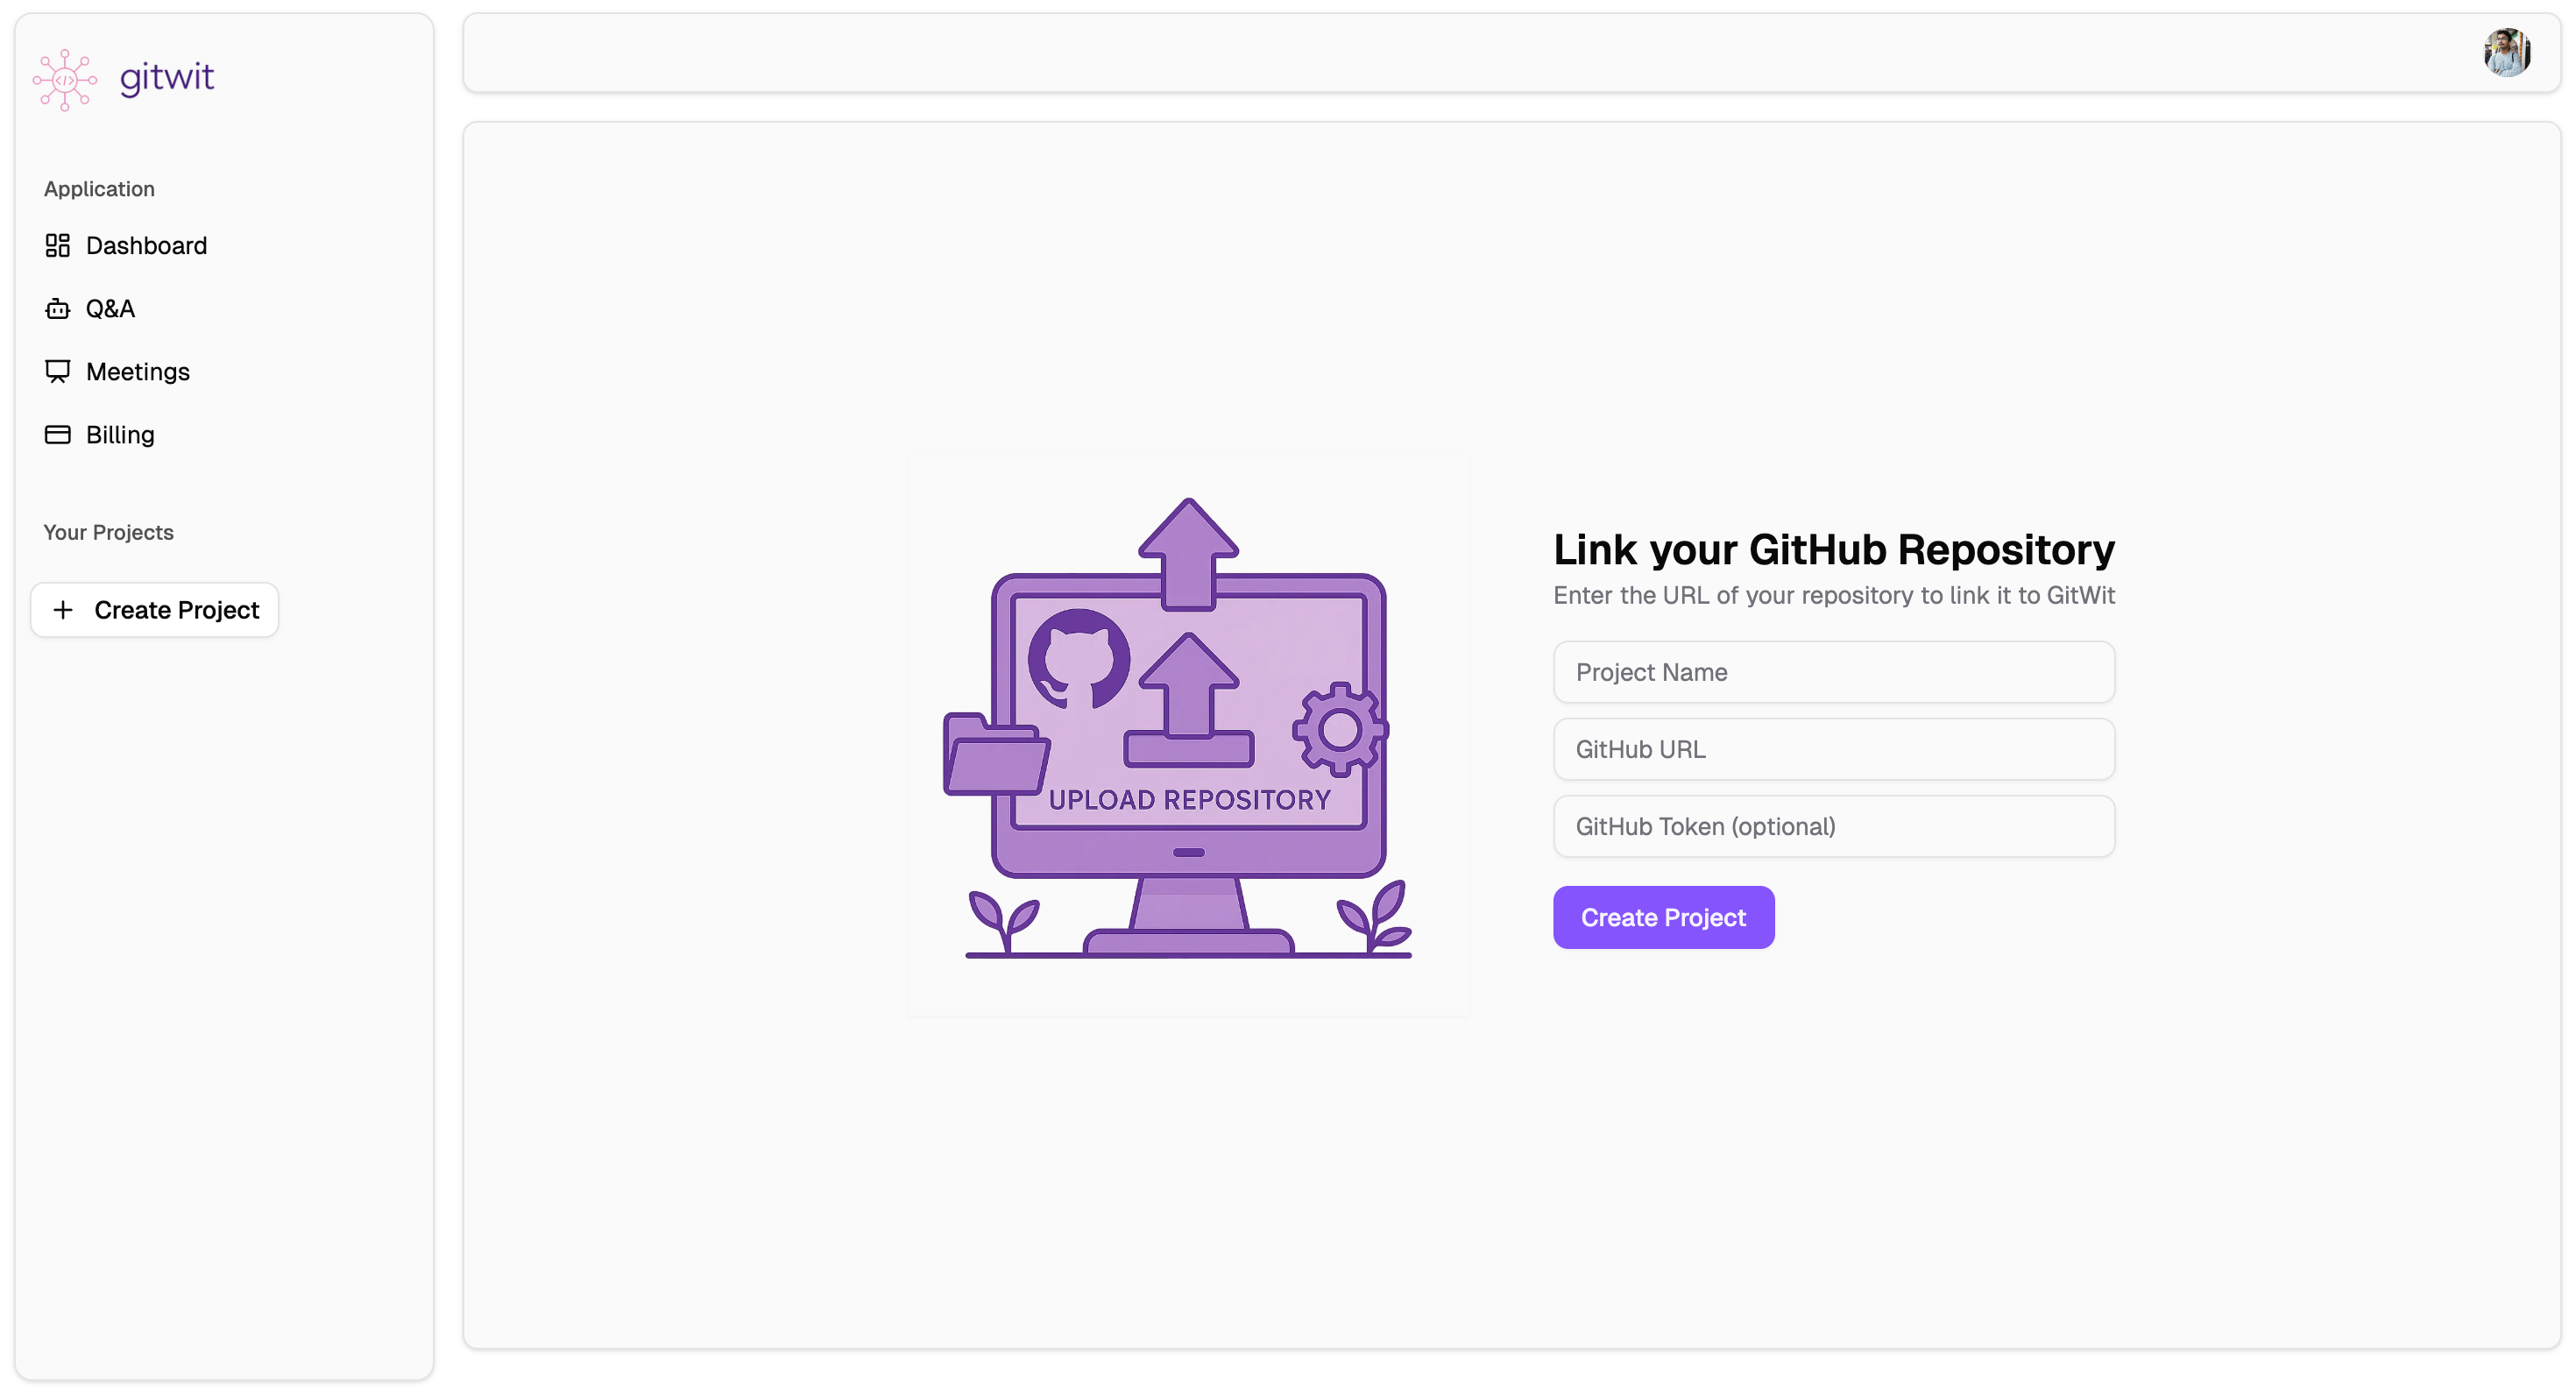 gitwit
Application
Dashboard
Q&A
Meetings
Billing
Your Projects
Create Project
UPLOAD REPOSITORY
Link your GitHub Repository
Enter the URL of your repository to link it to GitWit
Project Name
GitHub URL
GitHub Token (optional)
Create Project